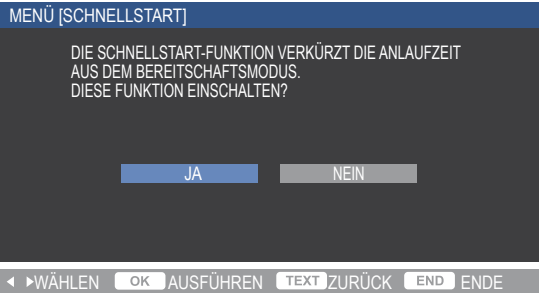 MENÜ [SCHNELLSTART]
DIE SCHNELLSTART-FUNKTION VERKÜRZT DIE ANLAUFZEIT
AUS DEM BEREITSCHAFTSMODUS.
DIESE FUNKTION EINSCHALTEN?
JA NEIN
WÄHLEN OK AUSFÜHREN TEXT ZURÜCK END ENDE